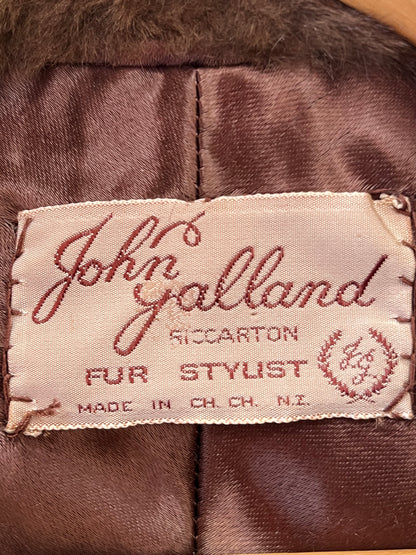 John Galland
RICCARTON
FUR STYLIST
MADE IN CH. CH. N.Z.